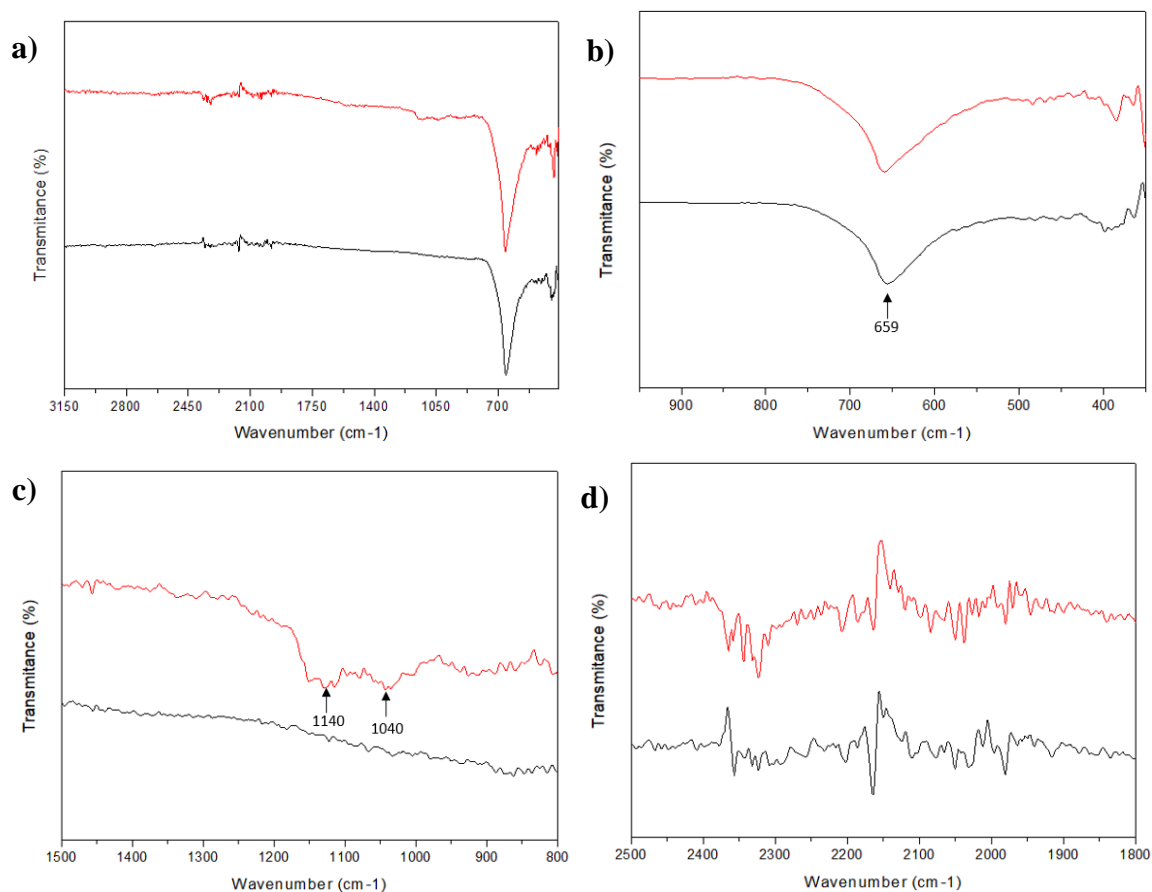 a)
Transmitance (%)
3150 2800 2450 2100 1750 1400 1050 700
Wavenumber (cm-1)
b)
Transmitance (%)
659
900 800 700 600 500 400
Wavenumber (cm-1)
c)
Transmitance (%)
1140
1040
1500 1400 1300 1200 1100 1000 900 800
Wavenumber (cm-1)
d)
Transmitance (%)
2500 2400 2300 2200 2100 2000 1900 1800
Wavenumber (cm-1)